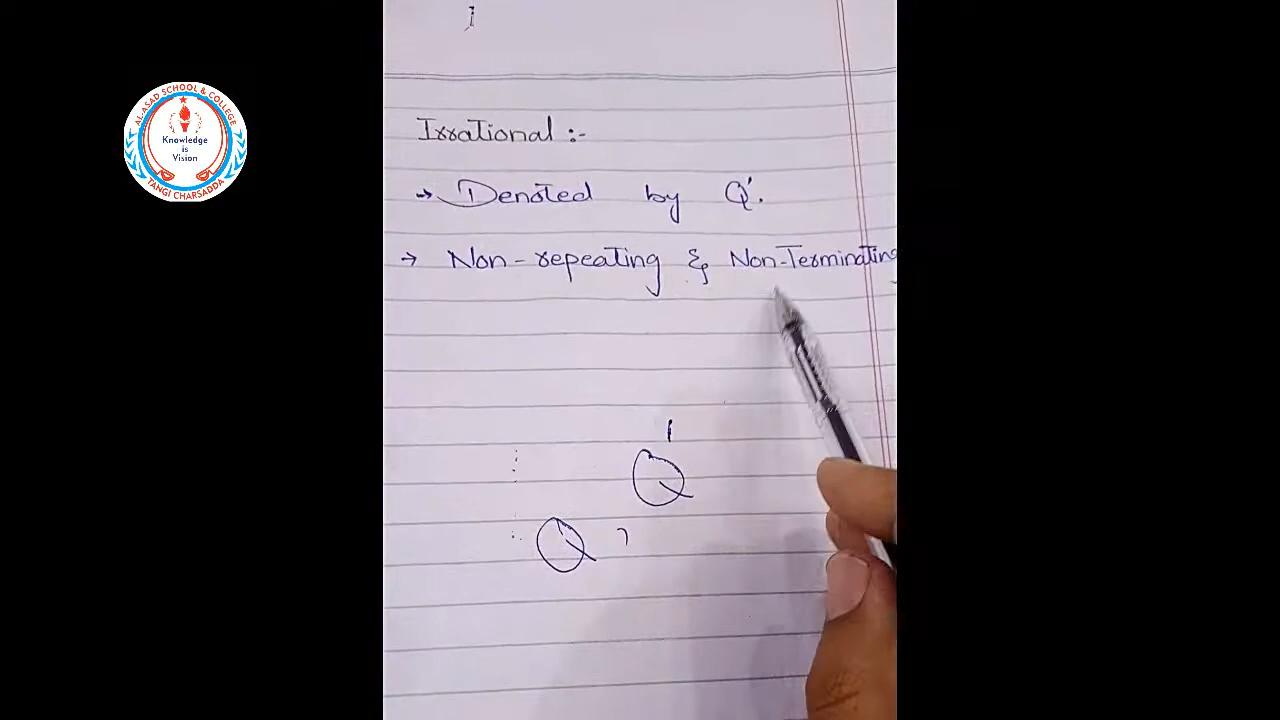 AL-ASAD SCHOOL & COLLEGE
Knowledge
is
Vision
TANGI CHARSADDA
Irrational :-
→ Denoted by Q'.
→ Non-repeating & Non-Terminating
Q'
Q